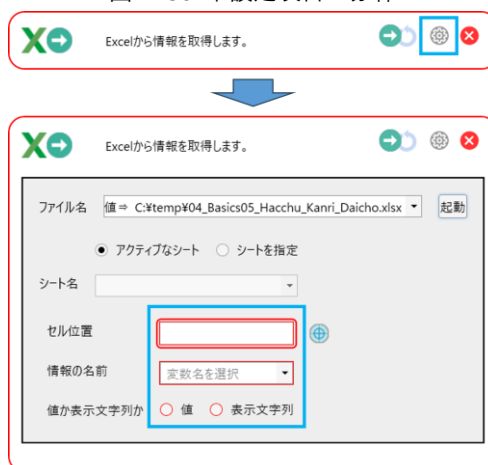 Excelから情報を取得します。
Excelから情報を取得します。
ファイル名 値⇒ C:¥temp¥04_Basics05_Hacchu_Kanri_Daicho.xlsx 起動
アクティブなシート シートを指定
シート名
セル位置
情報の名前 変数名を選択
値か表示文字列か 値 表示文字列